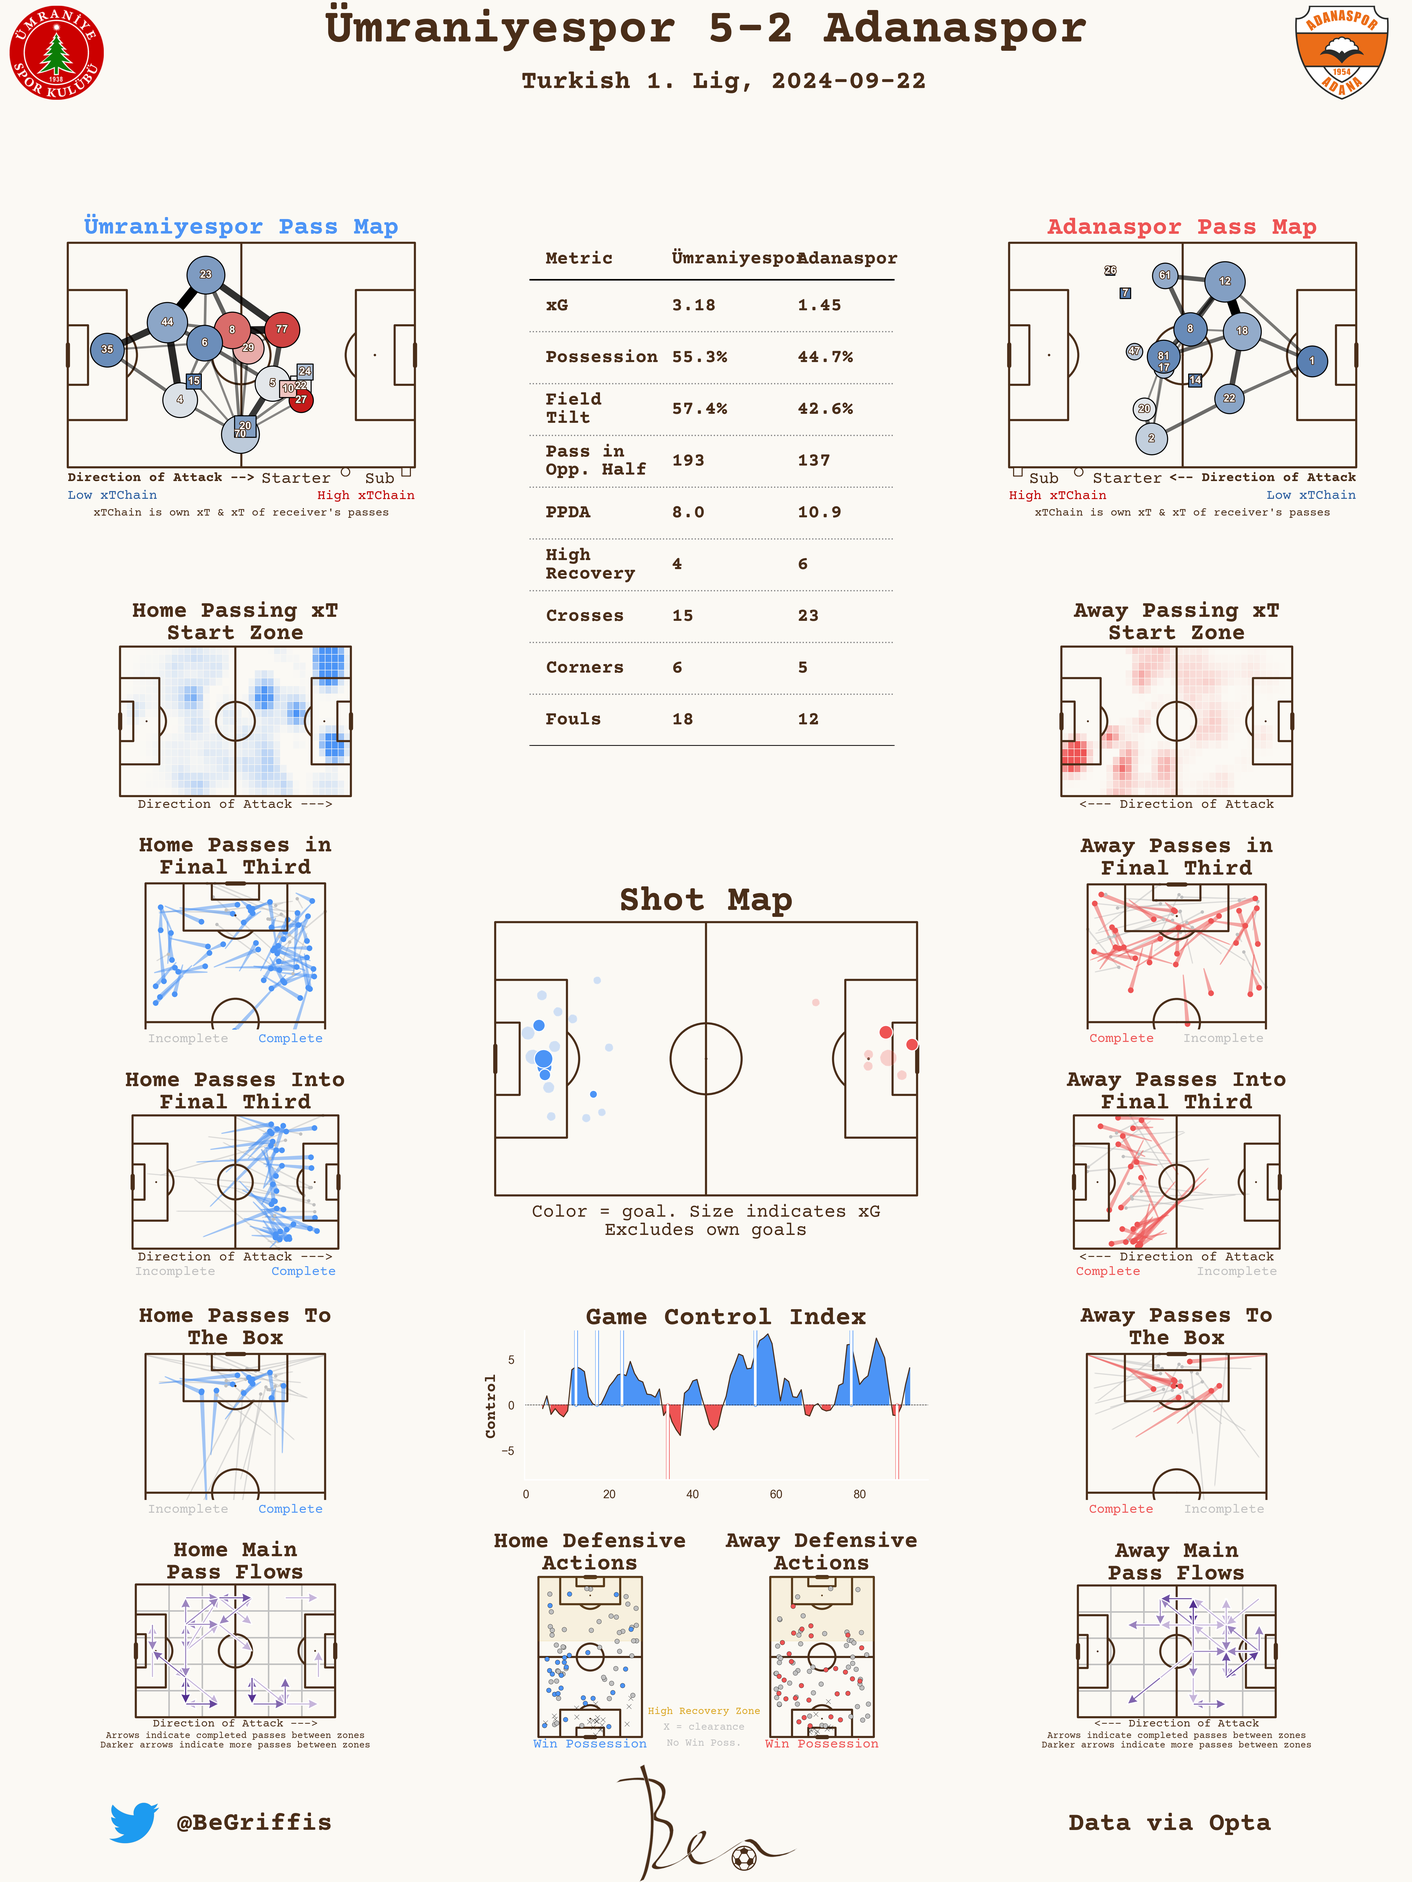 Ümraniyespor 5-2 Adanaspor
Turkish 1. Lig, 2024-09-22
ÜMRANİYE
1938
SPOR KULÜBÜ
ADANASPOR
1954
ADANA
Ümraniyespor Pass Map
23
44
35
6
8
77
29
15
4
5
24
22
10
27
20
70
Direction of Attack --> Starter Sub
Low xTChain High xTChain
xTChain is own xT & xT of receiver's passes
Metric Ümraniyespor Adanaspor
xG 3.18 1.45
Possession 55.3% 44.7%
Field
Tilt 57.4% 42.6%
Pass in
Opp. Half 193 137
PPDA 8.0 10.9
High
Recovery 4 6
Crosses 15 23
Corners 6 5
Fouls 18 12
Adanaspor Pass Map
26
61
12
7
8
18
47
81
17
1
14
22
20
2
Sub Starter <-- Direction of Attack
High xTChain Low xTChain
xTChain is own xT & xT of receiver's passes
Home Passing xT
Start Zone
Direction of Attack --->
Away Passing xT
Start Zone
<--- Direction of Attack
Home Passes in
Final Third
Incomplete Complete
Away Passes in
Final Third
Complete Incomplete
Shot Map
Color = goal. Size indicates xG
Excludes own goals
Home Passes Into
Final Third
Direction of Attack --->
Incomplete Complete
Away Passes Into
Final Third
<--- Direction of Attack
Complete Incomplete
Home Passes To
The Box
Incomplete Complete
Game Control Index
Control
5
0
−5
0 20 40 60 80
Away Passes To
The Box
Complete Incomplete
Home Main
Pass Flows
Direction of Attack --->
Arrows indicate completed passes between zones
Darker arrows indicate more passes between zones
Home Defensive
Actions
Win Possession
High Recovery Zone
X = clearance
No Win Poss.
Away Defensive
Actions
Win Possession
Away Main
Pass Flows
<--- Direction of Attack
Arrows indicate completed passes between zones
Darker arrows indicate more passes between zones
@BeGriffis
Ben
Data via Opta